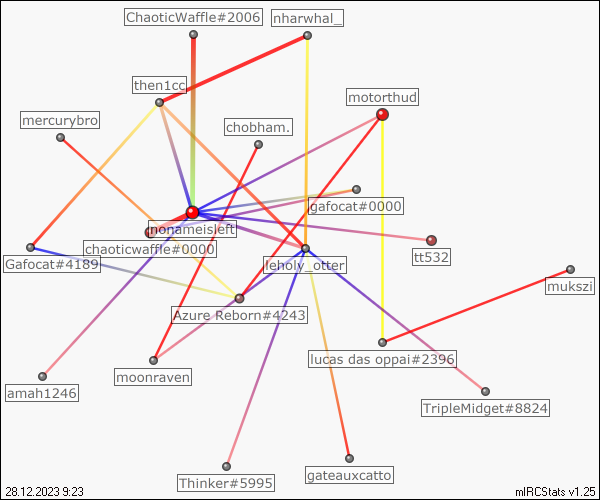 ChaoticWaffle#2006
nharwhal_
then1cc
motorthud
mercurybro
chobham.
gafocat#0000
nonameisleft
chaoticwaffle#0000
tt532
Gafocat#4189
leholy_otter
mukszi
Azure Reborn#4243
lucas das oppai#2396
moonraven
amah1246
TripleMidget#8824
Thinker#5995
gateauxcatto
28.12.2023 9:23
mIRCStats v1.25